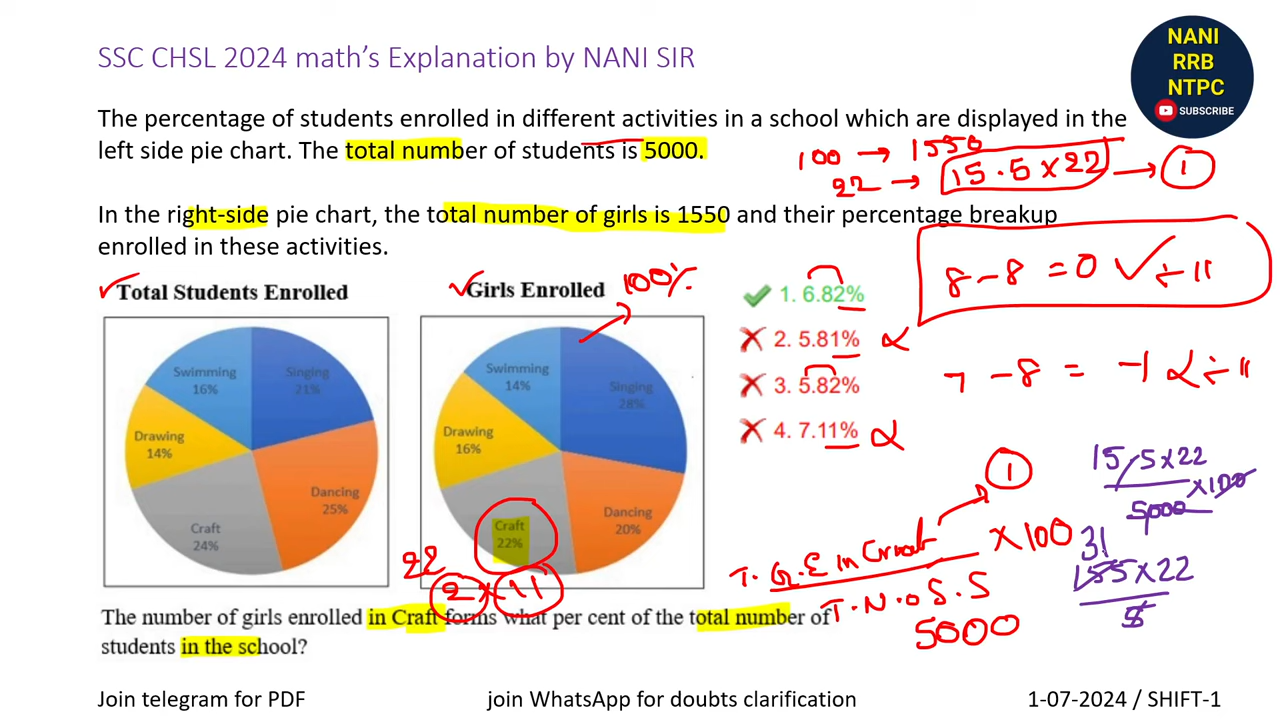 SSC CHSL 2024 math's Explanation by NANI SIR
NANI
RRB
NTPC
SUBSCRIBE
The percentage of students enrolled in different activities in a school which are displayed in the
left side pie chart. The total number of students is 5000.
100 → 1550
22 → 15.5 x 22 → 1
In the right-side pie chart, the total number of girls is 1550 and their percentage breakup
enrolled in these activities.
8 - 8 = 0 ✓ ÷ 11
Total Students Enrolled
Girls Enrolled
100%
Swimming
16%
Singing
21%
Drawing
14%
Dancing
25%
Craft
24%
Swimming
14%
Singing
28%
Drawing
16%
Dancing
20%
Craft
22%
22
2 x 11
1. 6.82%
2. 5.81%
3. 5.82%
4. 7.11%
7 - 8 = -1 ÷ 11
1
T. G. E in Craft x 100
T. N. o S. S
5000
15.5 x 22
5000 x 100
31
155 x 22
5
The number of girls enrolled in Craft forms what per cent of the total number of
students in the school?
Join telegram for PDF
join WhatsApp for doubts clarification
1-07-2024 / SHIFT-1